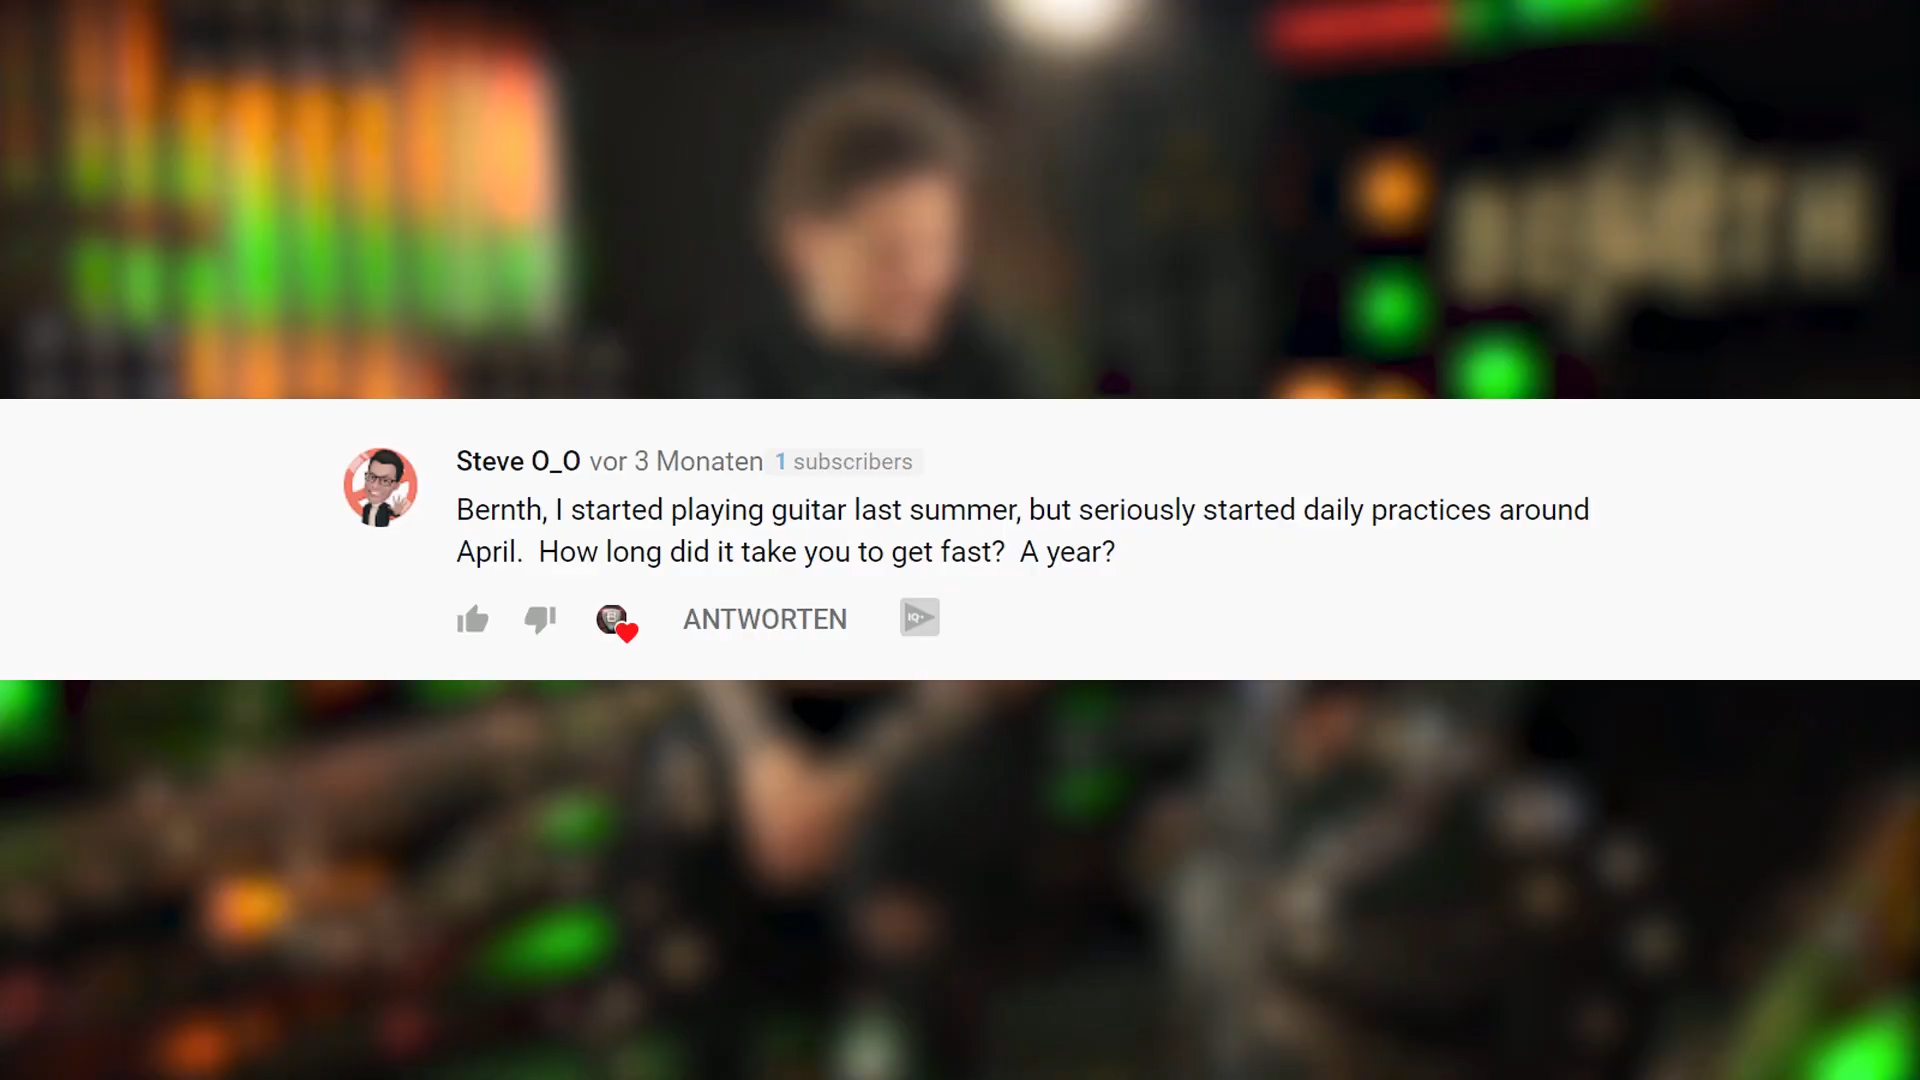 Steve O_O vor 3 Monaten 1 subscribers
Bernth, I started playing guitar last summer, but seriously started daily practices around
April.  How long did it take you to get fast?  A year?
ANTWORTEN